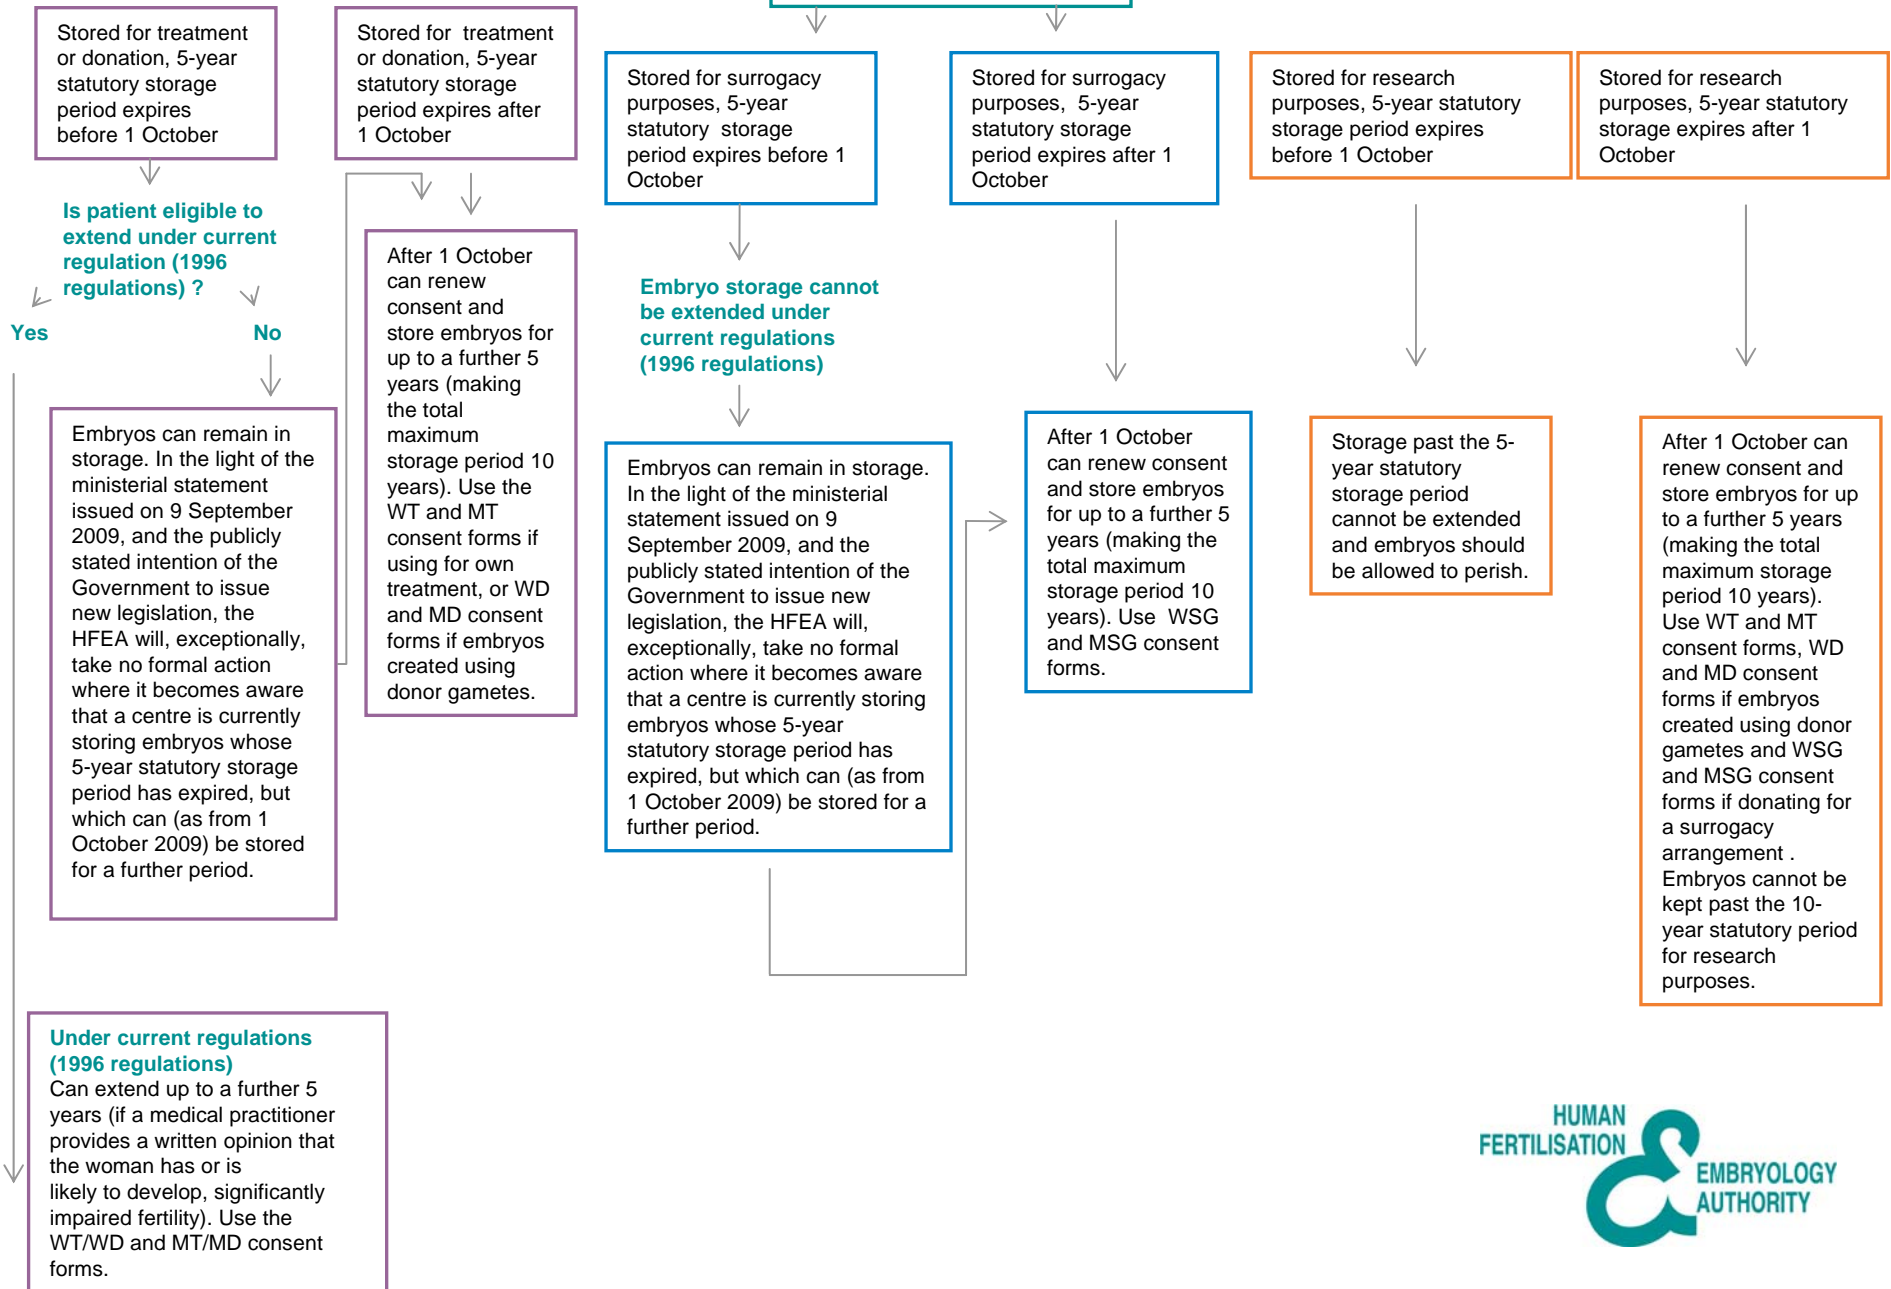 Stored for treatment
or donation, 5-year
statutory storage
period expires
before 1 October
Is patient eligible to
extend under current
regulation (1996
regulations) ?
Yes
No
Embryos can remain in
storage. In the light of the
ministerial statement
issued on 9 September
2009, and the publicly
stated intention of the
Government to issue
new legislation, the
HFEA will, exceptionally,
take no formal action
where it becomes aware
that a centre is currently
storing embryos whose
5-year statutory storage
period has expired, but
which can (as from 1
October 2009) be stored
for a further period.
Under current regulations
(1996 regulations)
Can extend up to a further 5
years (if a medical practitioner
provides a written opinion that
the woman has or is
likely to develop, significantly
impaired fertility). Use the
WT/WD and MT/MD consent
forms.
Stored for treatment
or donation, 5-year
statutory storage
period expires after
1 October
After 1 October
can renew
consent and
store embryos for
up to a further 5
years (making
the total
maximum
storage period 10
years). Use the
WT and MT
consent forms if
using for own
treatment, or WD
and MD consent
forms if embryos
created using
donor gametes.
Stored for surrogacy
purposes, 5-year
statutory storage
period expires before 1
October
Embryo storage cannot
be extended under
current regulations
(1996 regulations)
Embryos can remain in storage.
In the light of the ministerial
statement issued on 9
September 2009, and the
publicly stated intention of the
Government to issue new
legislation, the HFEA will,
exceptionally, take no formal
action where it becomes aware
that a centre is currently storing
embryos whose 5-year
statutory storage period has
expired, but which can (as from
1 October 2009) be stored for a
further period.
Stored for surrogacy
purposes, 5-year
statutory storage
period expires after 1
October
After 1 October
can renew consent
and store embryos
for up to a further 5
years (making the
total maximum
storage period 10
years). Use WSG
and MSG consent
forms.
Stored for research
purposes, 5-year statutory
storage period expires
before 1 October
Storage past the 5-
year statutory
storage period
cannot be extended
and embryos should
be allowed to perish.
Stored for research
purposes, 5-year statutory
storage expires after 1
October
After 1 October can
renew consent and
store embryos for up
to a further 5 years
(making the total
maximum storage
period 10 years).
Use WT and MT
consent forms, WD
and MD consent
forms if embryos
created using donor
gametes and WSG
and MSG consent
forms if donating for
a surrogacy
arrangement .
Embryos cannot be
kept past the 10-
year statutory period
for research
purposes.
HUMAN
FERTILISATION
&
EMBRYOLOGY
AUTHORITY